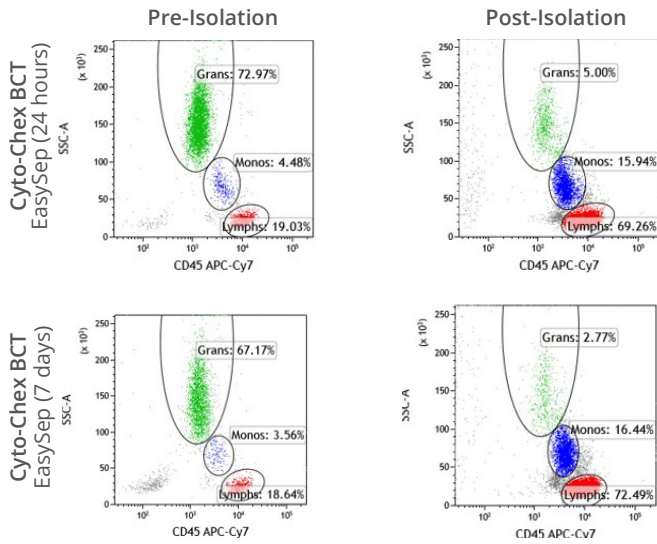 Pre-Isolation
Post-Isolation
Cyto-Chex BCT
EasySep (24 hours)
(x 10³)
SSC-A
250
200
150
100
50
0
Grans: 72.97%
Monos: 4.48%
Lymphs: 19.03%
10² 10³ 10⁴ 10⁵
CD45 APC-Cy7
(x 10³)
SSC-A
250
200
150
100
50
0
Grans: 5.00%
Monos: 15.94%
Lymphs: 69.26%
10² 10³ 10⁴ 10⁵
CD45 APC-Cy7
Cyto-Chex BCT
EasySep (7 days)
(x 10³)
SSC-A
250
200
150
100
50
0
Grans: 67.17%
Monos: 3.56%
Lymphs: 18.64%
10² 10³ 10⁴ 10⁵
CD45 APC-Cy7
(x 10³)
SSC-A
250
200
150
100
50
0
Grans: 2.77%
Monos: 16.44%
Lymphs: 72.49%
10² 10³ 10⁴ 10⁵
CD45 APC-Cy7